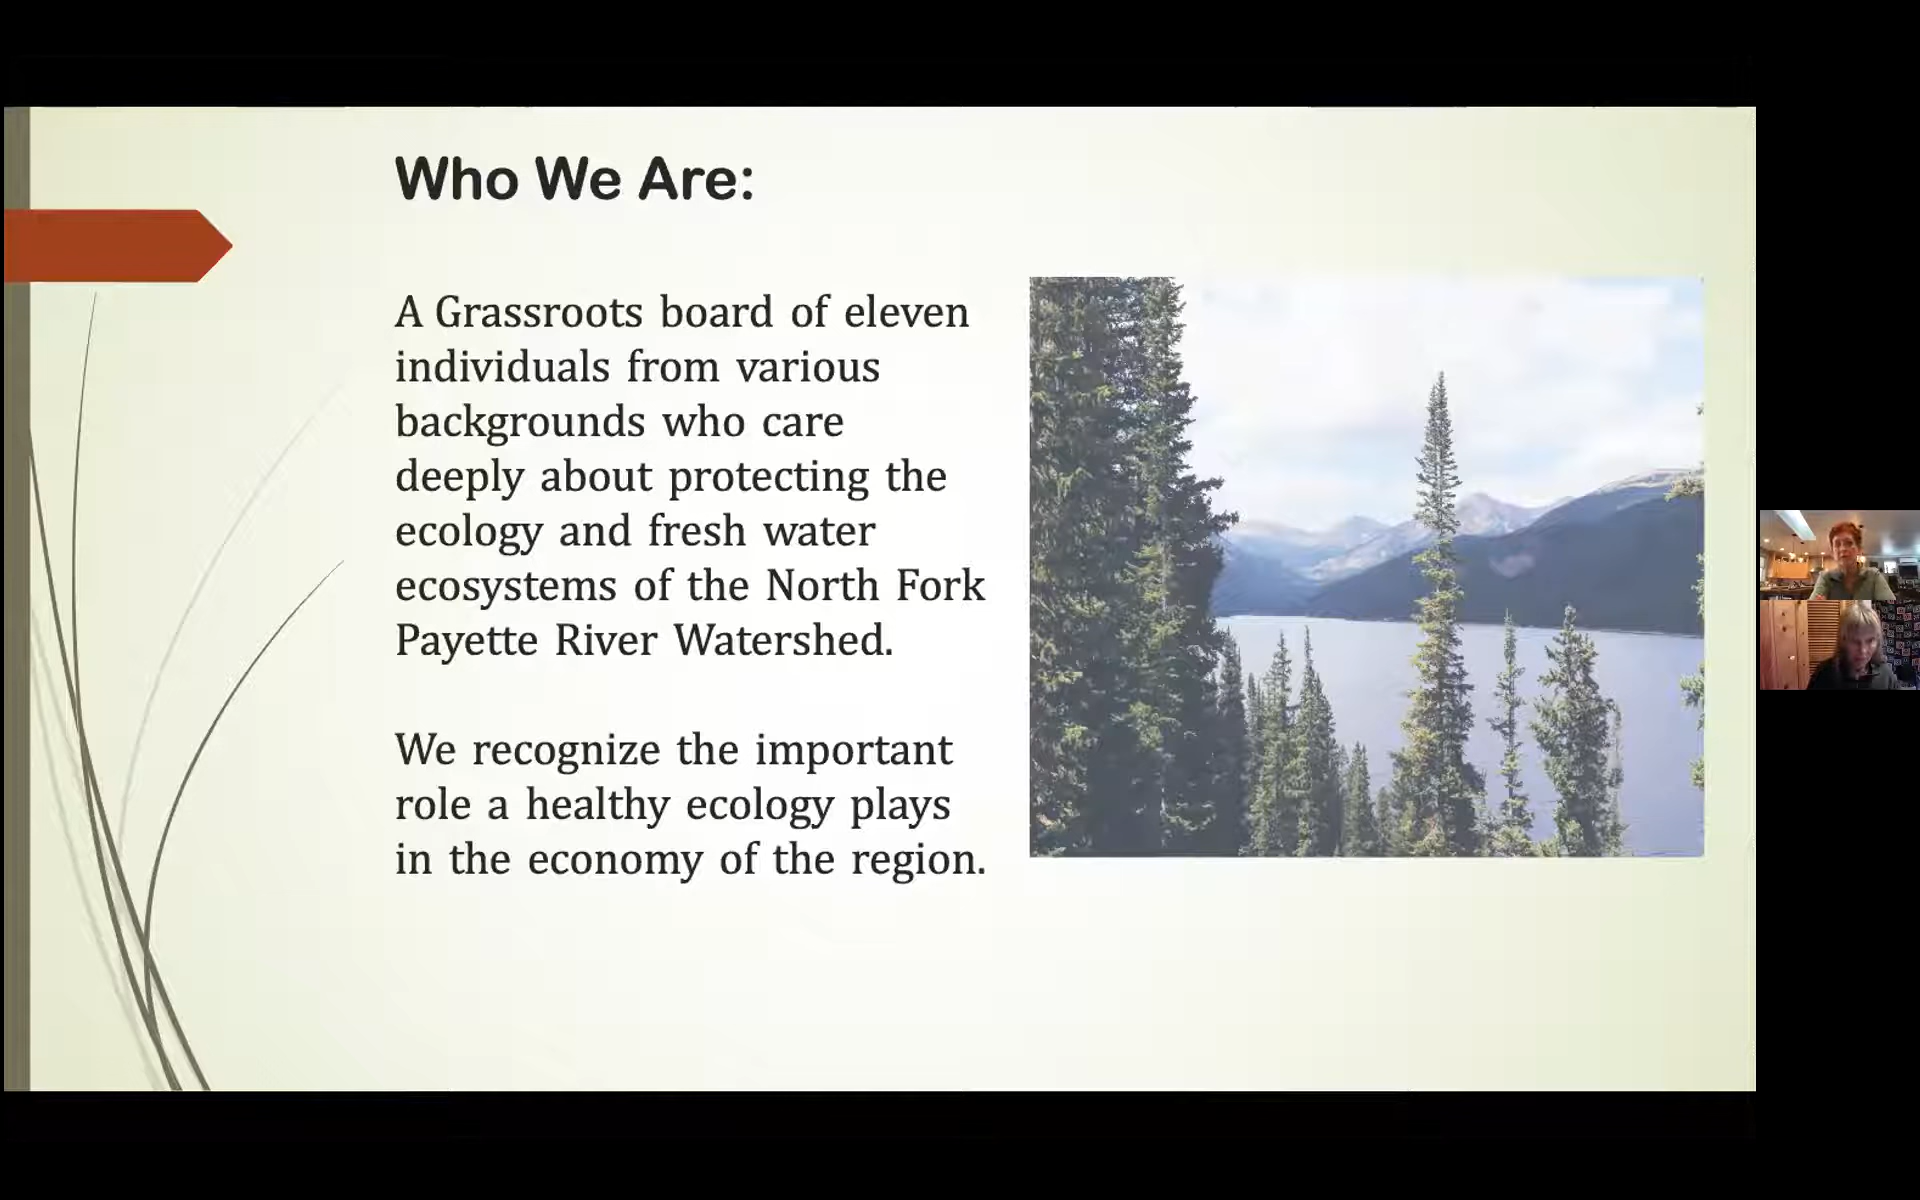 Who We Are:
A Grassroots board of eleven
individuals from various
backgrounds who care
deeply about protecting the
ecology and fresh water
ecosystems of the North Fork
Payette River Watershed.
We recognize the important
role a healthy ecology plays
in the economy of the region.